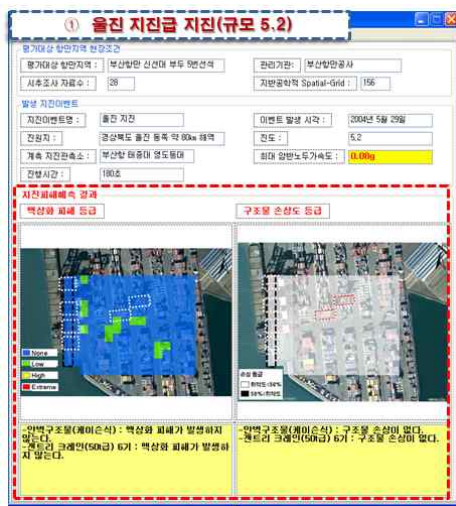 ① 울진 지진급 지진(규모 5.2)
평가대상 항만지역 현장조건
평가대상 항만지역 : 부산항만 신선대 부두 5번선석 관리기관 : 부산항만공사
시추조사 자료수 : 28 지반공학적 Spatial-Grid : 156
발생 지진이벤트
지진이벤트명 : 울진 지진 이벤트 발생 시각 : 2004년 5월 29일
진원지 : 경상북도 울진 동쪽 약 80km 해역 진도 : 5.2
계측 지진관측소 : 부산항 태종대 영도등대 최대 암반노두가속도 : 0.08g
진행시간 : 180초
지진피해예측 결과
액상화 피해 등급 구조물 손상도 등급
None
Low
High
Extreme
손상 등급
-안벽구조물(케이슨식) : 액상화 피해가 발생하지
않는다.
-젠트리 크레인(50t급) 6기 : 액상화 피해가 발생하
지 않는다.
-안벽구조물(케이슨식) : 구조물 손상이 없다.
-젠트리 크레인(50t급) 6기 : 구조물 손상이 없다.